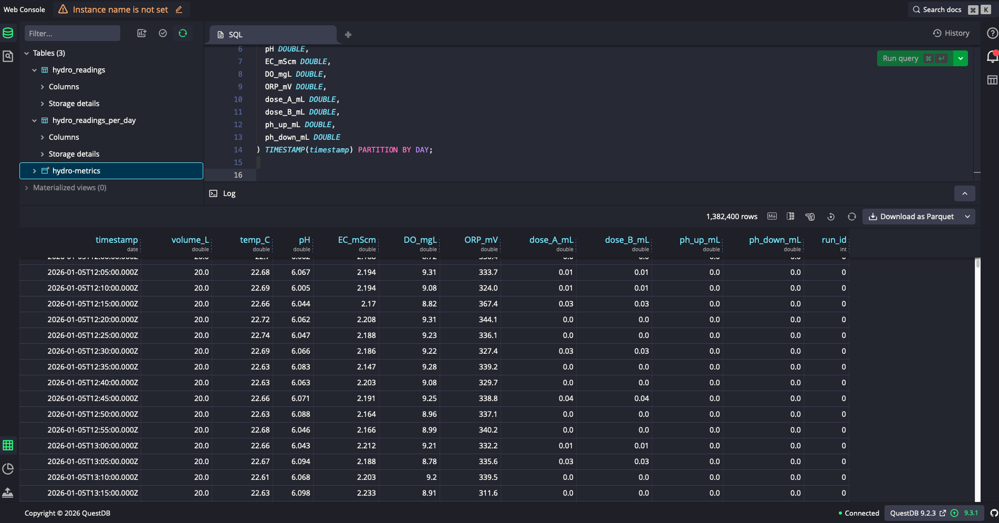 Web Console
Instance name is not set
Search docs ⌘ K
Filter...
SQL
History
Tables (3)
hydro_readings
Columns
Storage details
hydro_readings_per_day
Columns
Storage details
hydro-metrics
Materialized views (0)
6 pH DOUBLE,
7 EC_mScm DOUBLE,
8 DO_mgL DOUBLE,
9 ORP_mV DOUBLE,
10 dose_A_mL DOUBLE,
11 dose_B_mL DOUBLE,
12 ph_up_mL DOUBLE,
13 ph_down_mL DOUBLE
14 ) TIMESTAMP(timestamp) PARTITION BY DAY;
15
16
Run query ⌘
Log
1,382,400 rows
Download as Parquet
timestamp volume_L temp_C pH EC_mScm DO_mgL ORP_mV dose_A_mL dose_B_mL ph_up_mL ph_down_mL run_id
date double double double double double double double double double double int
2026-01-05T12:05:00.000Z 20.0 22.68 6.067 2.194 9.31 333.7 0.01 0.01 0.0 0.0 0
2026-01-05T12:10:00.000Z 20.0 22.69 6.005 2.194 9.08 324.0 0.01 0.01 0.0 0.0 0
2026-01-05T12:15:00.000Z 20.0 22.66 6.044 2.17 8.82 367.4 0.03 0.03 0.0 0.0 0
2026-01-05T12:20:00.000Z 20.0 22.72 6.062 2.208 9.31 344.1 0.0 0.0 0.0 0.0 0
2026-01-05T12:25:00.000Z 20.0 22.74 6.047 2.188 9.23 336.1 0.0 0.0 0.0 0.0 0
2026-01-05T12:30:00.000Z 20.0 22.69 6.066 2.186 9.22 327.4 0.03 0.03 0.0 0.0 0
2026-01-05T12:35:00.000Z 20.0 22.63 6.083 2.147 9.28 339.2 0.0 0.0 0.0 0.0 0
2026-01-05T12:40:00.000Z 20.0 22.63 6.063 2.203 9.08 329.7 0.0 0.0 0.0 0.0 0
2026-01-05T12:45:00.000Z 20.0 22.66 6.071 2.191 9.25 338.8 0.04 0.04 0.0 0.0 0
2026-01-05T12:50:00.000Z 20.0 22.63 6.088 2.164 8.96 337.1 0.0 0.0 0.0 0.0 0
2026-01-05T12:55:00.000Z 20.0 22.68 6.046 2.166 8.99 340.2 0.0 0.0 0.0 0.0 0
2026-01-05T13:00:00.000Z 20.0 22.66 6.043 2.212 9.21 332.2 0.01 0.01 0.0 0.0 0
2026-01-05T13:05:00.000Z 20.0 22.67 6.094 2.188 8.78 335.6 0.03 0.03 0.0 0.0 0
2026-01-05T13:10:00.000Z 20.0 22.61 6.068 2.203 9.2 339.5 0.0 0.0 0.0 0.0 0
2026-01-05T13:15:00.000Z 20.0 22.63 6.098 2.233 8.91 311.6 0.0 0.0 0.0 0.0 0
Copyright © 2026 QuestDB
Connected
QuestDB 9.2.3 9.3.1